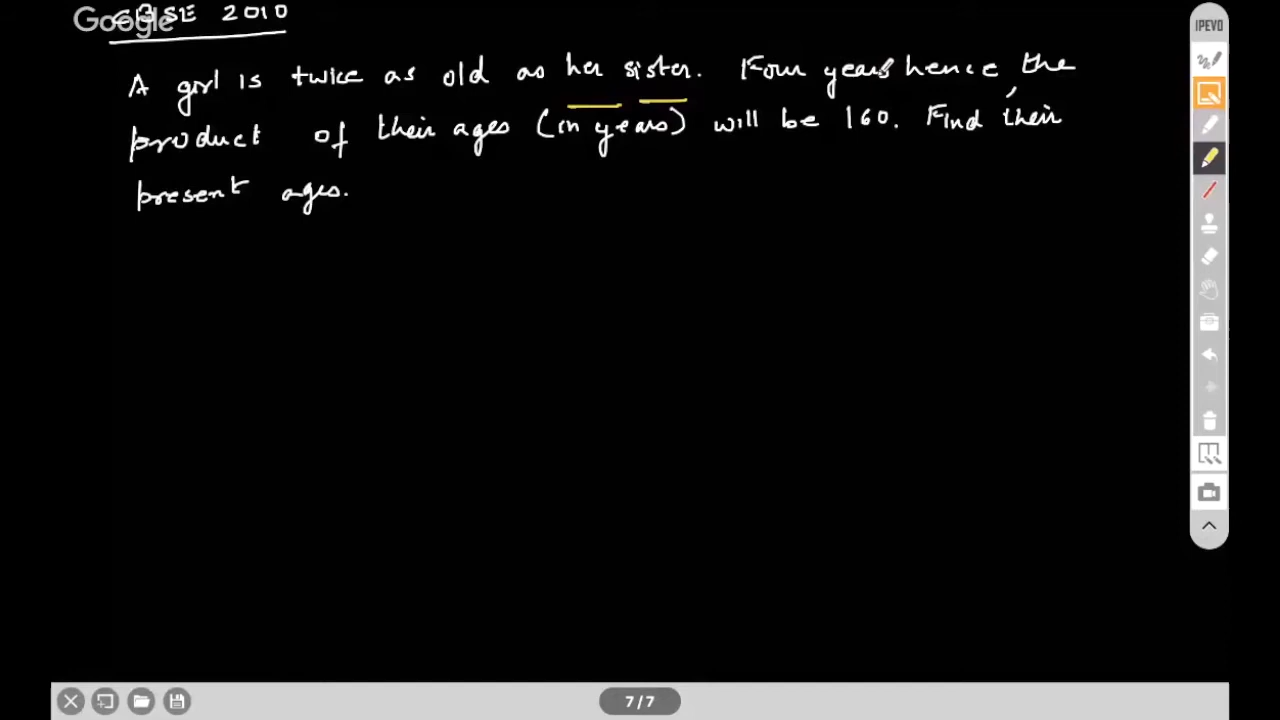 CBSE 2010
Google
A girl is twice as old as her sister. Four years hence, the
product of their ages (in years) will be 160. Find their
present ages.
IPEVO
7/7